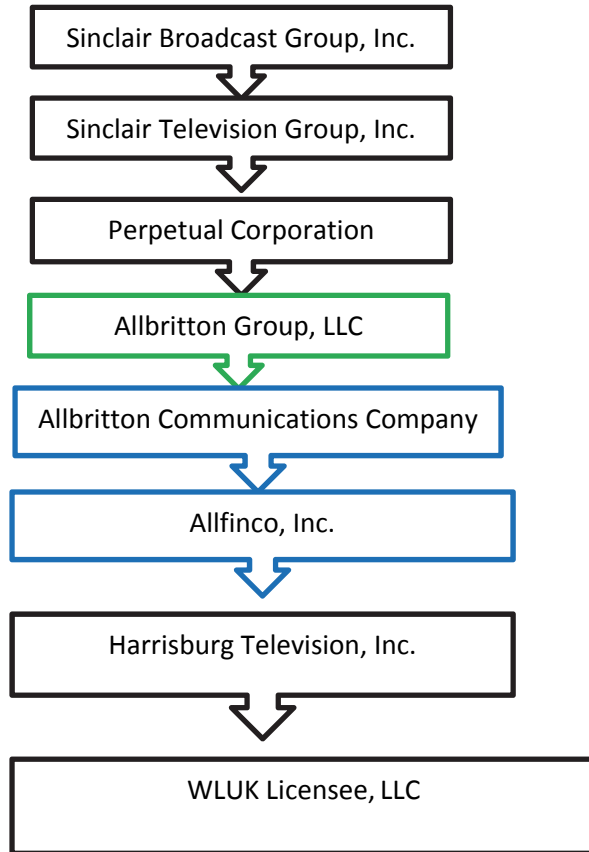 Sinclair Broadcast Group, Inc.
Sinclair Television Group, Inc.
Perpetual Corporation
Allbritton Group, LLC
Allbritton Communications Company
Allfinco, Inc.
Harrisburg Television, Inc.
WLUK Licensee, LLC